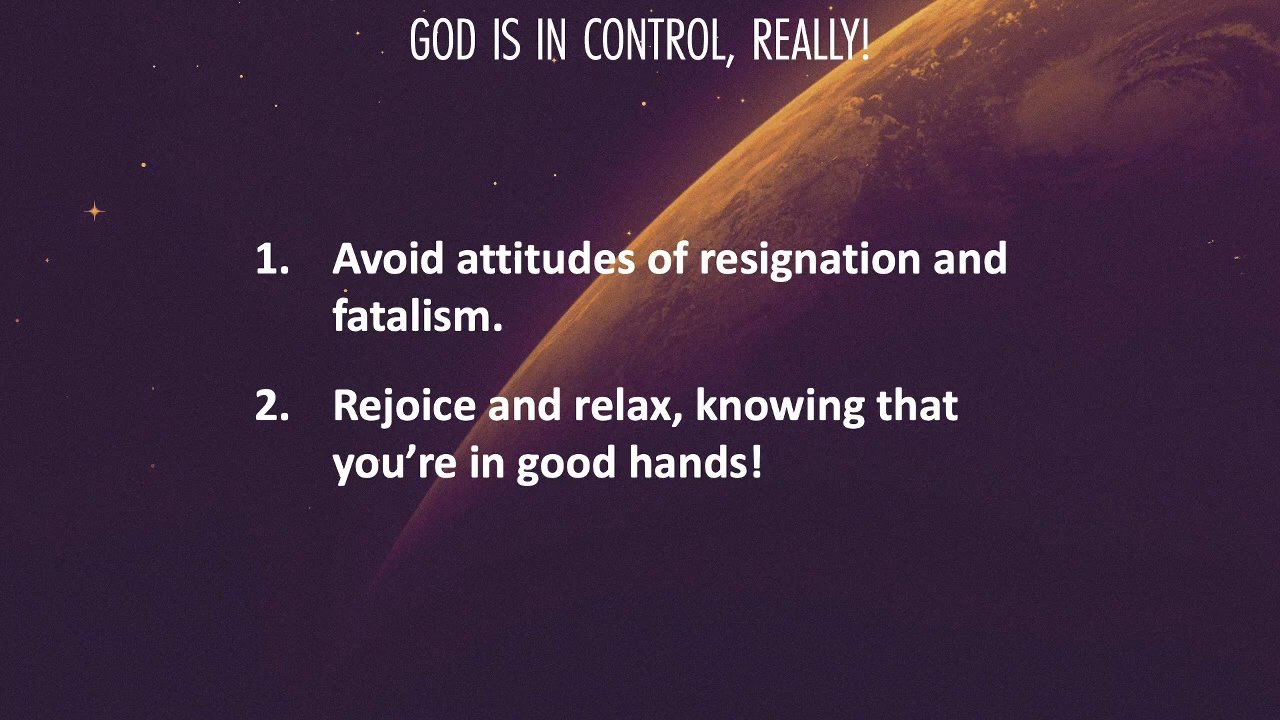 GOD IS IN CONTROL, REALLY!
1. Avoid attitudes of resignation and
fatalism.
2. Rejoice and relax, knowing that
you’re in good hands!